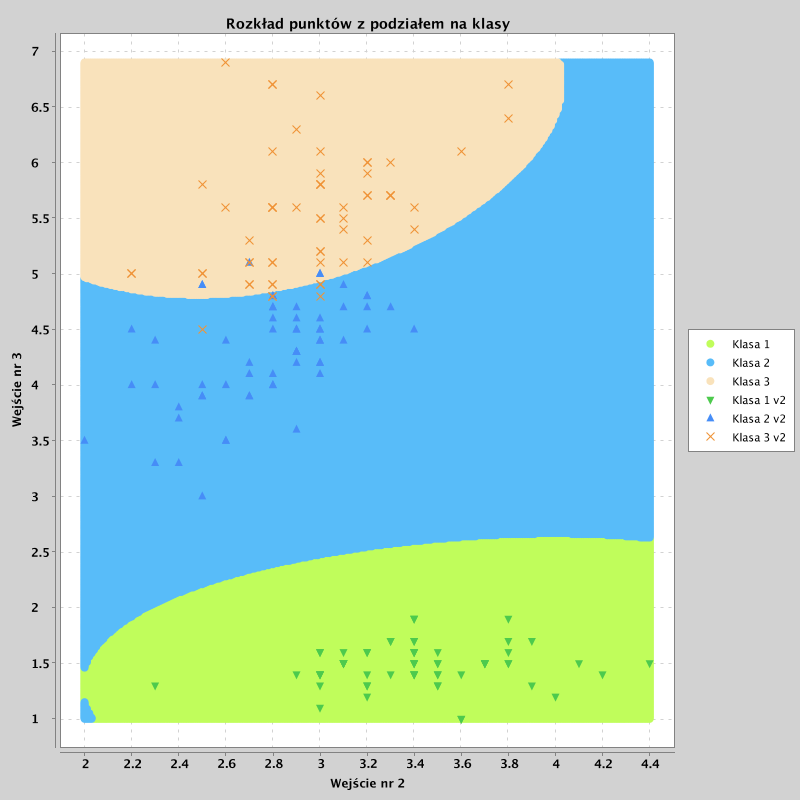 Rozkład punktów z podziałem na klasy
7
6.5
6
5.5
5
4.5
4
3.5
3
2.5
2
1.5
1
Wejście nr 3
2 2.2 2.4 2.6 2.8 3 3.2 3.4 3.6 3.8 4 4.2 4.4
Wejście nr 2
Klasa 1
Klasa 2
Klasa 3
Klasa 1 v2
Klasa 2 v2
Klasa 3 v2